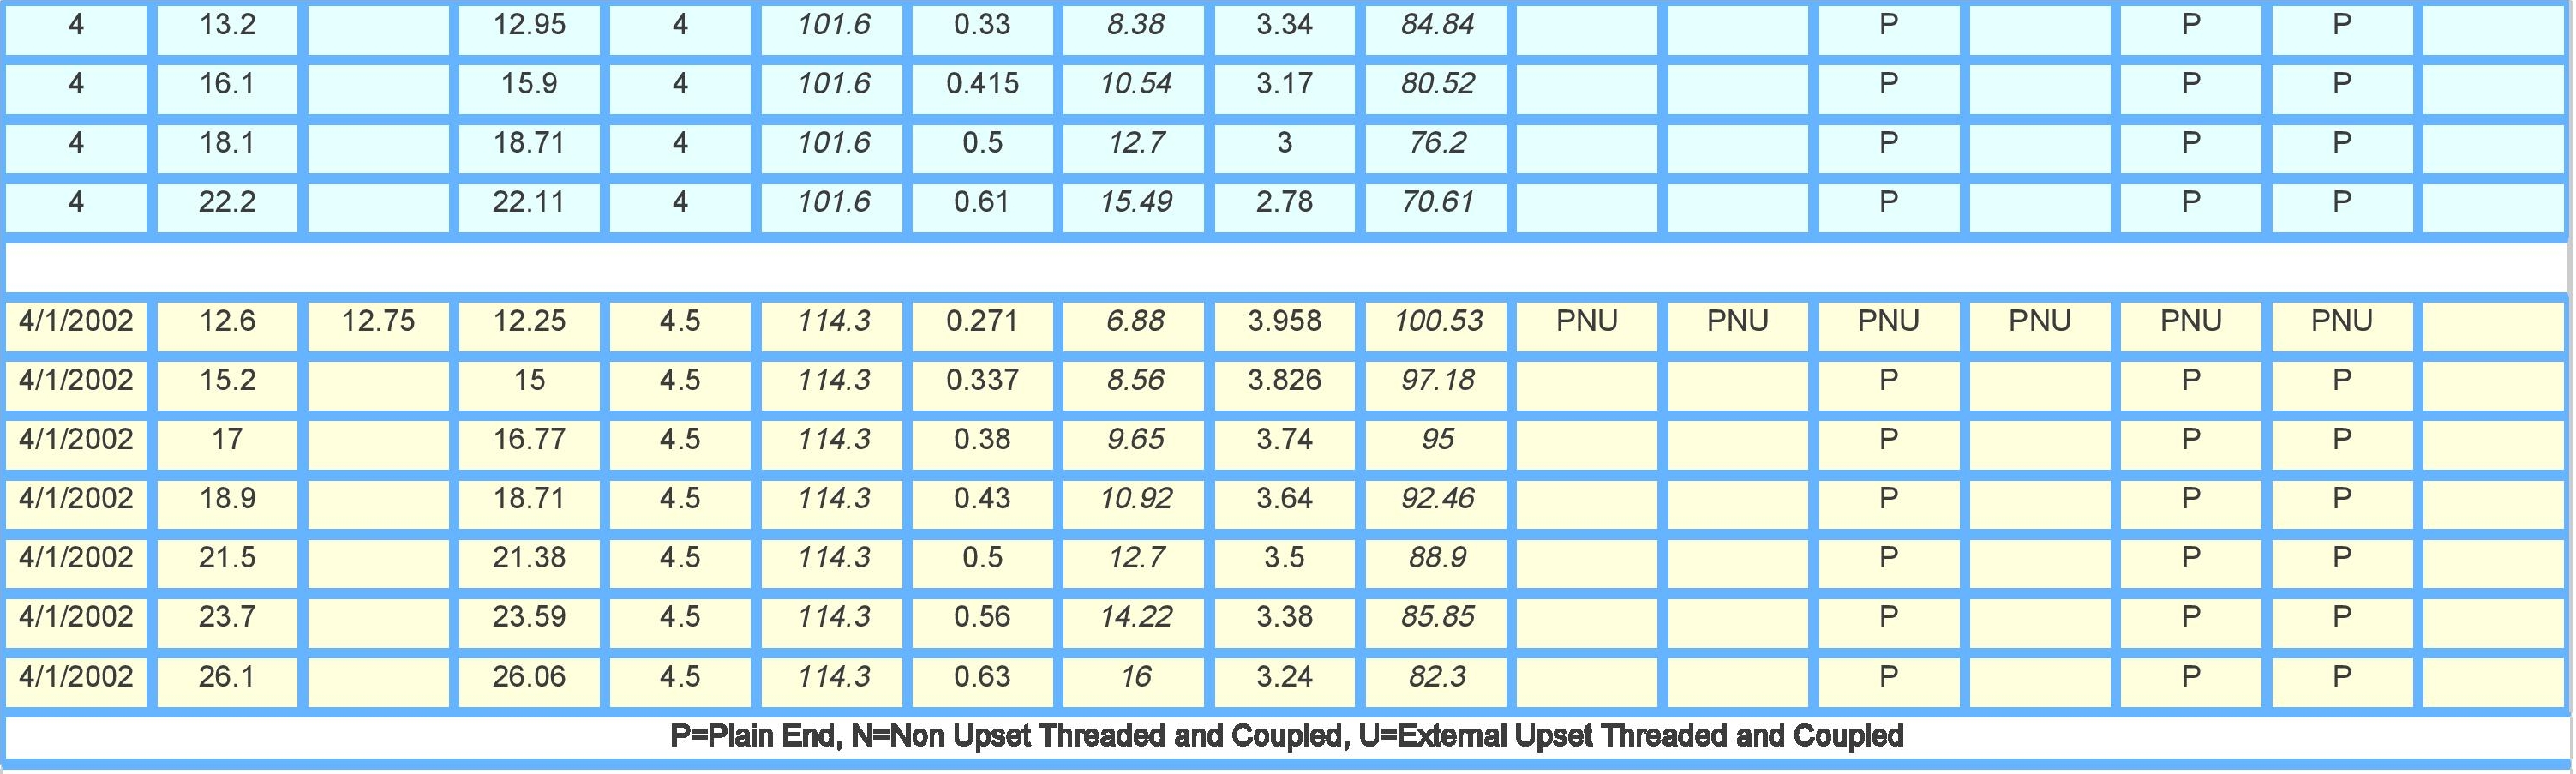 4 13.2 12.95 4 101.6 0.33 8.38 3.34 84.84 P P P
4 16.1 15.9 4 101.6 0.415 10.54 3.17 80.52 P P P
4 18.1 18.71 4 101.6 0.5 12.7 3 76.2 P P P
4 22.2 22.11 4 101.6 0.61 15.49 2.78 70.61 P P P
4/1/2002 12.6 12.75 12.25 4.5 114.3 0.271 6.88 3.958 100.53 PNU PNU PNU PNU PNU PNU
4/1/2002 15.2 15 4.5 114.3 0.337 8.56 3.826 97.18 P P P
4/1/2002 17 16.77 4.5 114.3 0.38 9.65 3.74 95 P P P
4/1/2002 18.9 18.71 4.5 114.3 0.43 10.92 3.64 92.46 P P P
4/1/2002 21.5 21.38 4.5 114.3 0.5 12.7 3.5 88.9 P P P
4/1/2002 23.7 23.59 4.5 114.3 0.56 14.22 3.38 85.85 P P P
4/1/2002 26.1 26.06 4.5 114.3 0.63 16 3.24 82.3 P P P
P=Plain End, N=Non Upset Threaded and Coupled, U=External Upset Threaded and Coupled